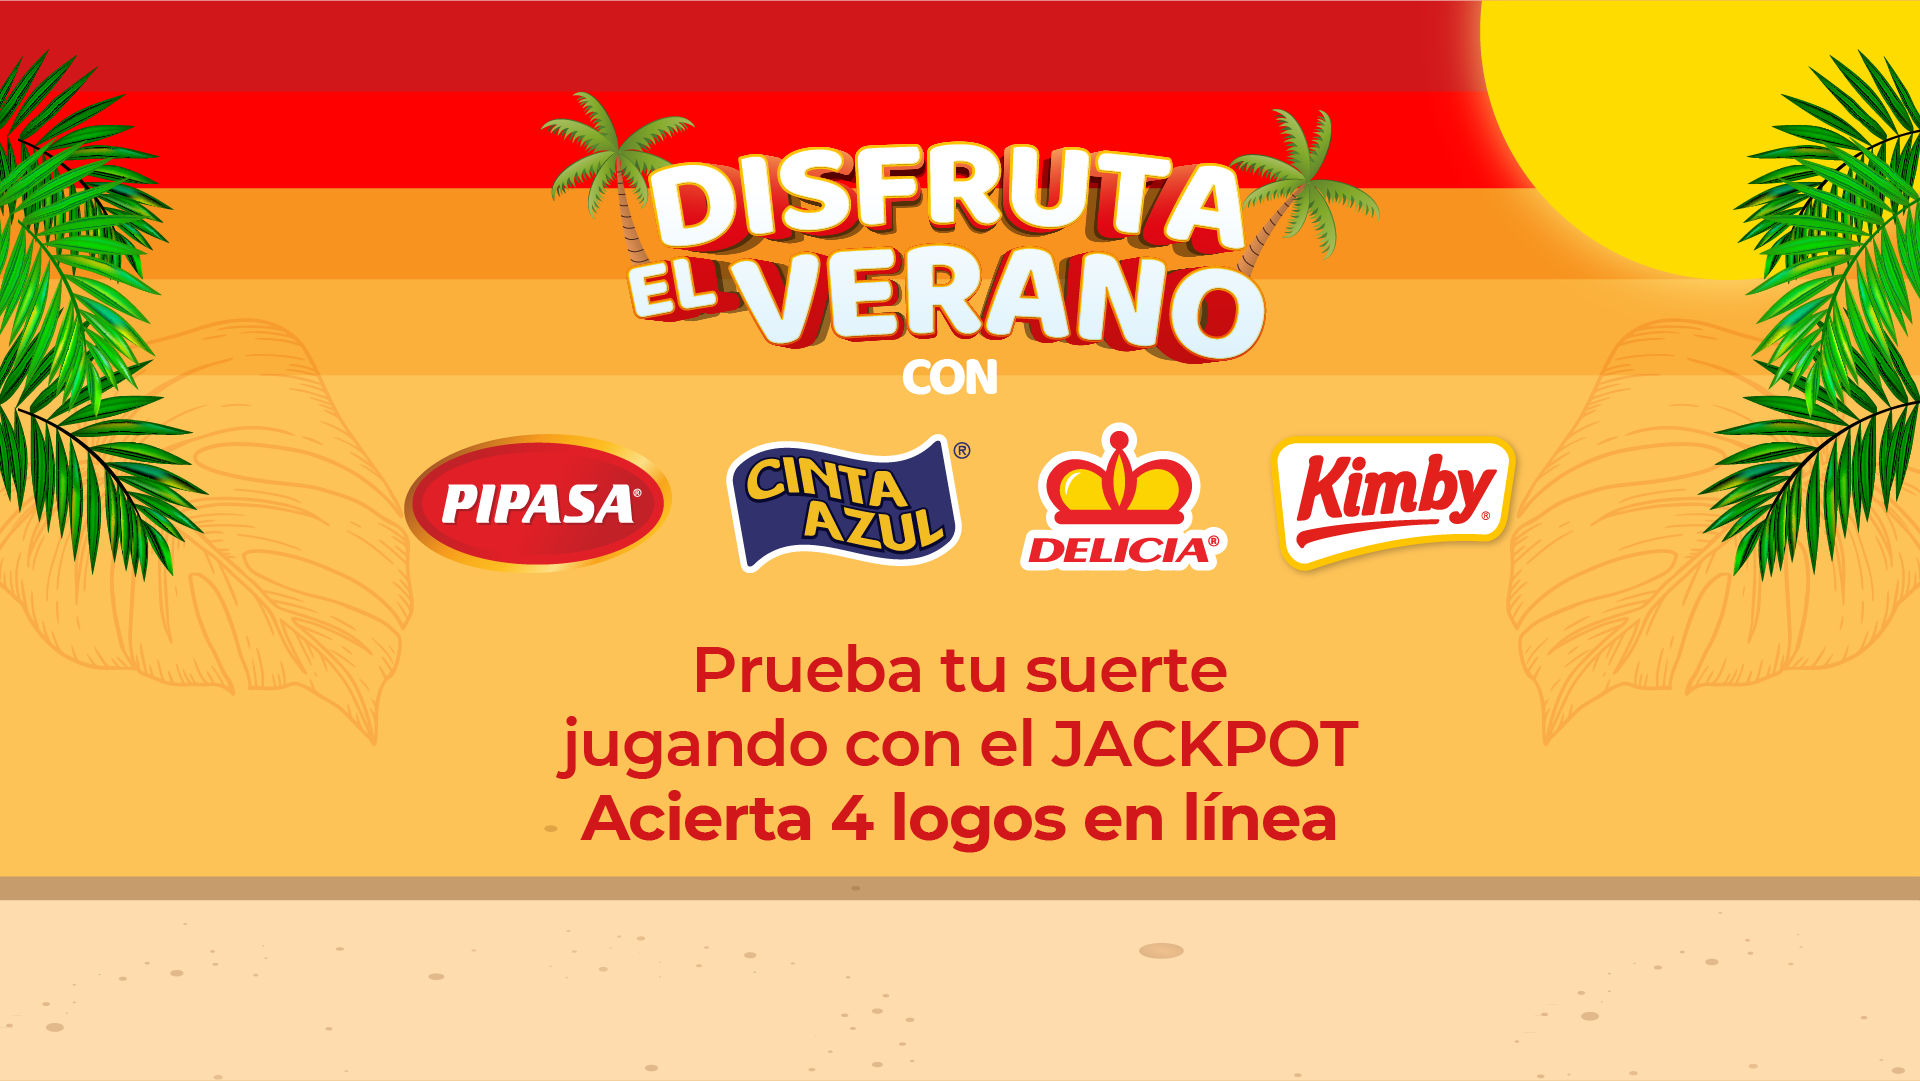 DISFRUTA
EL VERANO
CON
PIPASA®
CINTA
AZUL
®
DELICIA®
Kimby®
Prueba tu suerte
jugando con el JACKPOT
Acierta 4 logos en línea